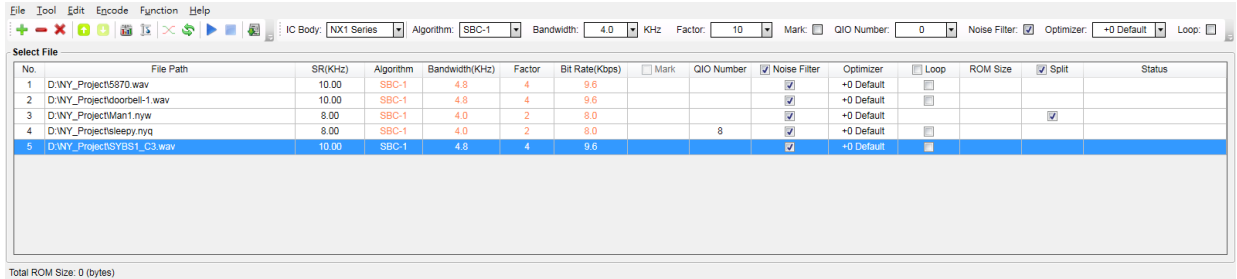 File Tool Edit Encode Function Help
IC Body: NX1 Series Algorithm: SBC-1 Bandwidth: 4.0 KHz Factor: 10 Mark: QIO Number: 0 Noise Filter: Optimizer: +0 Default Loop:
Select File
No. File Path SR(KHz) Algorithm Bandwidth(KHz) Factor Bit Rate(Kbps) Mark QIO Number Noise Filter Optimizer Loop ROM Size Split Status
1 D:\NY_Project\5870.wav 10.00 SBC-1 4.8 4 9.6 +0 Default
2 D:\NY_Project\doorbell-1.wav 10.00 SBC-1 4.8 4 9.6 +0 Default
3 D:\NY_Project\Man1.nyw 8.00 SBC-1 4.0 2 8.0 +0 Default
4 D:\NY_Project\sleepy.nyq 8.00 SBC-1 4.0 2 8.0 8 +0 Default
5 D:\NY_Project\SYBS1_C3.wav 10.00 SBC-1 4.8 4 9.6 +0 Default
Total ROM Size: 0 (bytes)